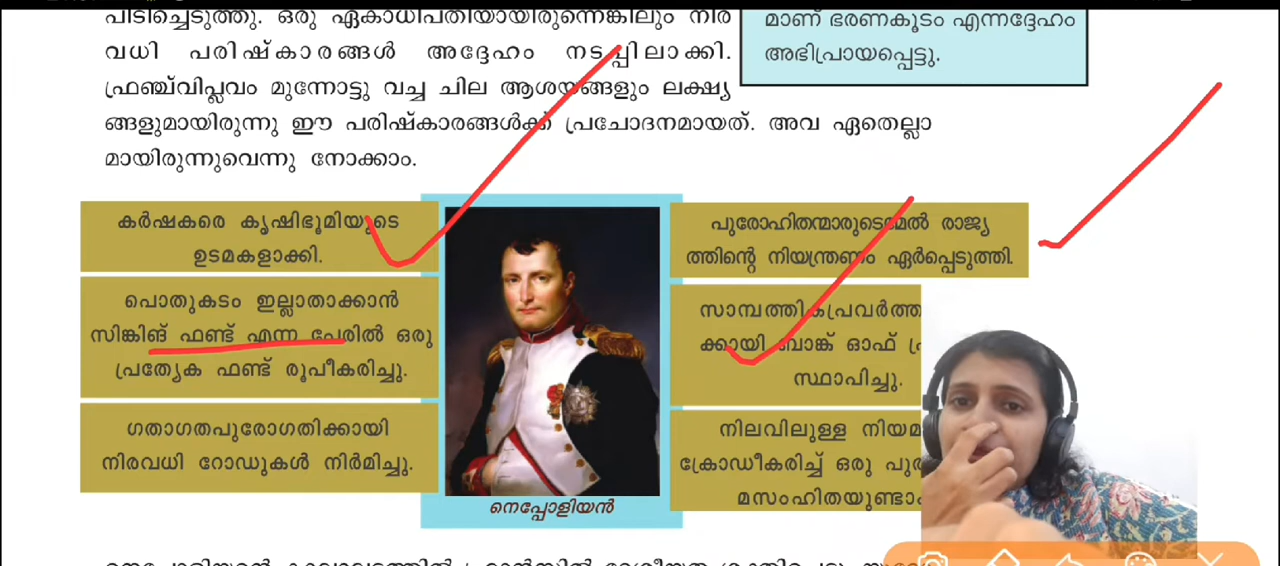 പിടിച്ചെടുത്തു. ഒരു ഏകാധിപതിയായിരുന്നെങ്കിലും നിര
വധി പരിഷ്കാരങ്ങൾ അദ്ദേഹം നടപ്പിലാക്കി.
ഫ്രഞ്ച്‌വിപ്ലവം മുന്നോട്ടു വച്ച ചില ആശയങ്ങളും ലക്ഷ്യ
ങ്ങളുമായിരുന്നു ഈ പരിഷ്കാരങ്ങൾക്ക് പ്രചോദനമായത്. അവ ഏതെല്ലാ
മായിരുന്നുവെന്നു നോക്കാം.
മാണ് ഭരണകൂടം എന്നദ്ദേഹം
അഭിപ്രായപ്പെട്ടു.
കർഷകരെ കൃഷിഭൂമിയുടെ
ഉടമകളാക്കി.
പൊതുകടം ഇല്ലാതാക്കാൻ
സിങ്കിങ് ഫണ്ട് എന്ന പേരിൽ ഒരു
പ്രത്യേക ഫണ്ട് രൂപീകരിച്ചു.
ഗതാഗതപുരോഗതിക്കായി
നിരവധി റോഡുകൾ നിർമിച്ചു.
നെപ്പോളിയൻ
പുരോഹിതന്മാരുടെമേൽ രാജ്യ
ത്തിന്റെ നിയന്ത്രണം ഏർപ്പെടുത്തി.
സാമ്പത്തികപ്രവർത്ത
ക്കായി ബാങ്ക് ഓഫ്
സ്ഥാപിച്ചു.
നിലവിലുള്ള നിയമ
ക്രോഡീകരിച്ച് ഒരു പു
മസംഹിതയുണ്ടാ